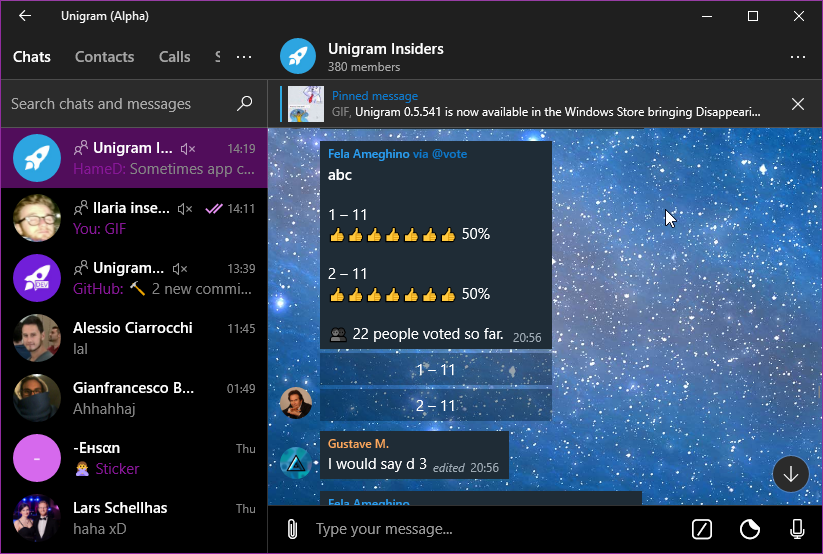 Unigram (Alpha)
Chats Contacts Calls S
Search chats and messages
Unigram I... 14:19
HameD: Sometimes app c...
Ilaria inse... 14:11
You: GIF
DEV
Unigram... 13:39
GitHub: 🔨 2 new commi...
Alessio Ciarrocchi 11:45
lal
Gianfrancesco B... 01:49
Ahhahhaj
-
-Eнsαn Thu
🙅 Sticker
Lars Schellhas Thu
haha xD
Unigram Insiders
380 members
Pinned message
GIF, Unigram 0.5.541 is now available in the Windows Store bringing Disappeari...
Fela Ameghino via @vote
abc
1 – 11
👍👍👍👍👍👍👍 50%
2 – 11
👍👍👍👍👍👍👍 50%
👥 22 people voted so far. 20:56
1 – 11
2 – 11
Gustave M.
I would say d 3 edited 20:56
Fela Ameghino
Type your message...